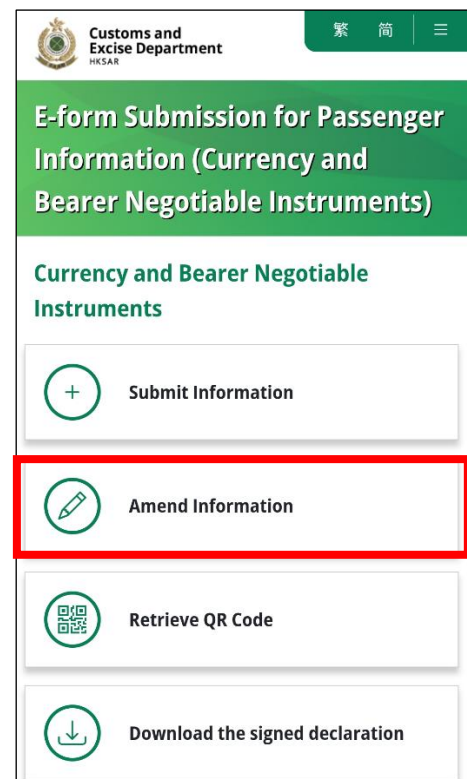 Customs and
Excise Department
HKSAR
繁 简
E-form Submission for Passenger
Information (Currency and
Bearer Negotiable Instruments)
Currency and Bearer Negotiable
Instruments
Submit Information
Amend Information
Retrieve QR Code
Download the signed declaration